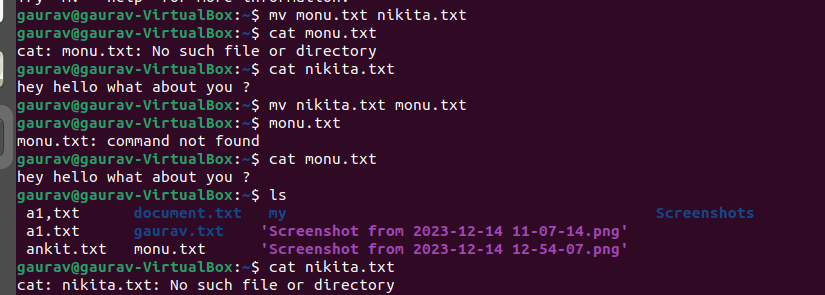 gaurav@gaurav-VirtualBox:~$ mv monu.txt nikita.txt
gaurav@gaurav-VirtualBox:~$ cat monu.txt
cat: monu.txt: No such file or directory
gaurav@gaurav-VirtualBox:~$ cat nikita.txt
hey hello what about you ?
gaurav@gaurav-VirtualBox:~$ mv nikita.txt monu.txt
gaurav@gaurav-VirtualBox:~$ monu.txt
monu.txt: command not found
gaurav@gaurav-VirtualBox:~$ cat monu.txt
hey hello what about you ?
gaurav@gaurav-VirtualBox:~$ ls
a1,txt document.txt my Screenshots
a1.txt gaurav.txt 'Screenshot from 2023-12-14 11-07-14.png'
ankit.txt monu.txt 'Screenshot from 2023-12-14 12-54-07.png'
gaurav@gaurav-VirtualBox:~$ cat nikita.txt
cat: nikita.txt: No such file or directory